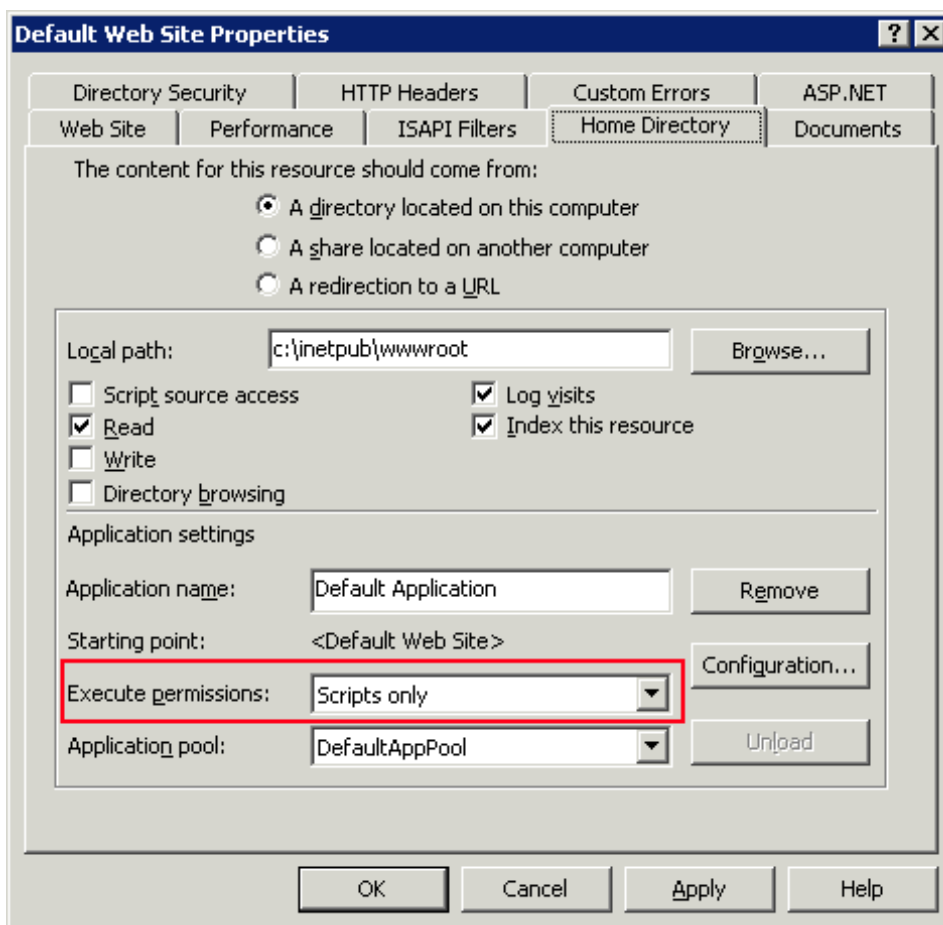 Default Web Site Properties
Directory Security HTTP Headers Custom Errors ASP.NET
Web Site Performance ISAPI Filters Home Directory Documents
The content for this resource should come from:
A directory located on this computer
A share located on another computer
A redirection to a URL
Local path: c:\inetpub\wwwroot Browse...
Script source access Log visits
Read Index this resource
Write
Directory browsing
Application settings
Application name: Default Application Remove
Starting point: <Default Web Site>
Configuration...
Execute permissions: Scripts only
Application pool: DefaultAppPool Unload
OK Cancel Apply Help